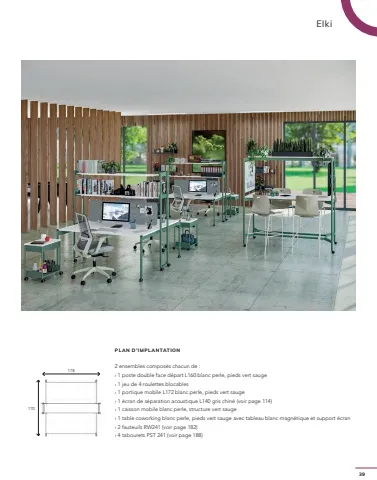 Elki
PLAN D'IMPLANTATION
2 ensembles composés chacun de :
› 1 poste double face départ L160 blanc perle, pieds vert sauge
› 1 jeu de 4 roulettes blocables
› 1 portique mobile L172 blanc perle, pieds vert sauge
› 1 écran de séparation acoustique L140 gris chiné (voir page 114)
› 1 caisson mobile blanc perle, structure vert sauge
› 1 table coworking blanc perle, pieds vert sauge avec tableau blanc magnétique et support écran
› 2 fauteuils RW241 (voir page 182)
› 4 tabourets PST 241 (voir page 188)
178
170
39